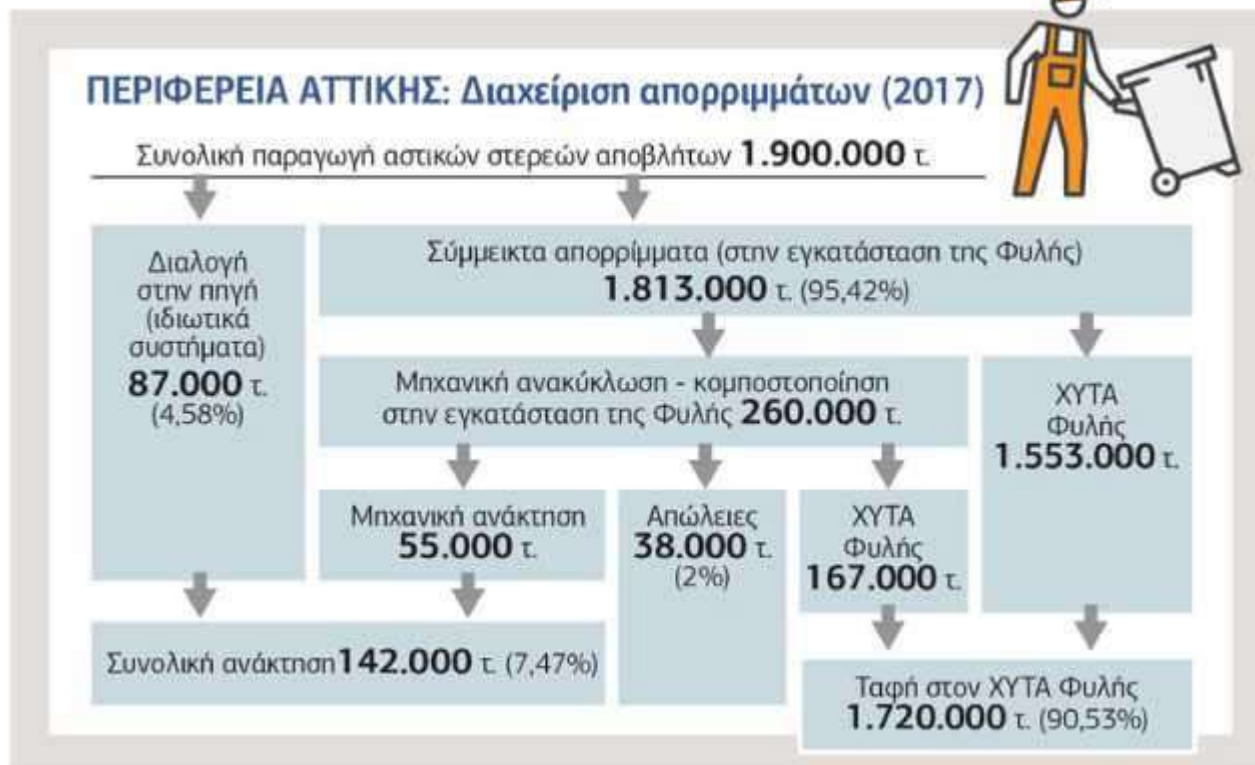 ΠΕΡΙΦΕΡΕΙΑ ΑΤΤΙΚΗΣ: Διαχείριση απορριμμάτων (2017)
Συνολική παραγωγή αστικών στερεών αποβλήτων 1.900.000 τ.
Διαλογή
στην πηγή
(ιδιωτικά
συστήματα)
87.000 τ.
(4,58%)
Σύμμεικτα απορρίμματα (στην εγκατάσταση της Φυλής)
1.813.000 τ. (95,42%)
Μηχανική ανακύκλωση - κομποστοποίηση
στην εγκατάσταση της Φυλής 260.000 τ.
ΧΥΤΑ
Φυλής
1.553.000 τ.
Μηχανική ανάκτηση
55.000 τ.
Απώλειες
38.000 τ.
(2%)
ΧΥΤΑ
Φυλής
167.000 τ.
Συνολική ανάκτηση 142.000 τ. (7,47%)
Ταφή στον ΧΥΤΑ Φυλής
1.720.000 τ. (90,53%)